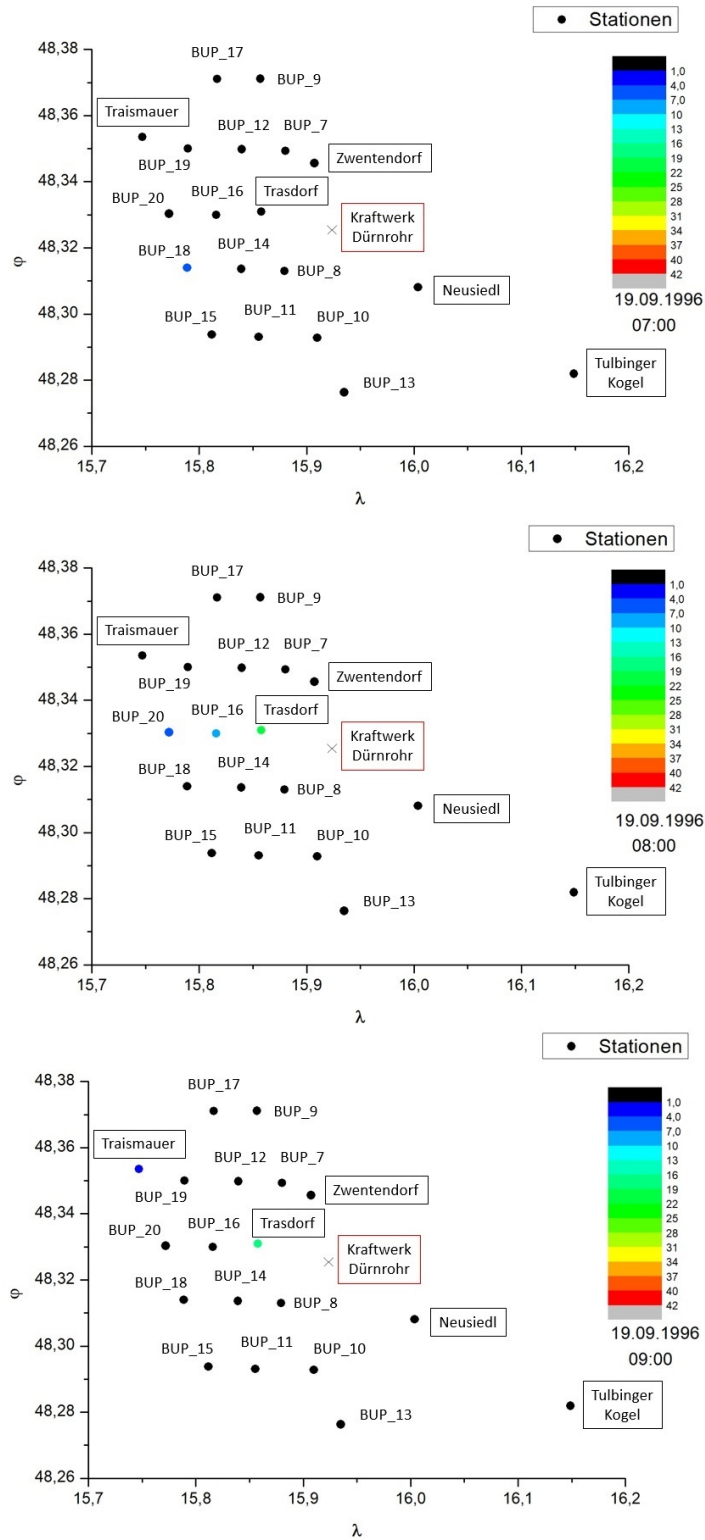 Stationen
48,38
BUP_17
BUP_9
48,36
Traismauer
BUP_12
BUP_7
BUP_19
Zwentendorf
48,34
BUP_20
BUP_16
Trasdorf
Kraftwerk
Dürnrohr
48,32
φ
BUP_18
BUP_14
BUP_8
Neusiedl
48,30
BUP_15
BUP_11
BUP_10
48,28
BUP_13
Tulbinger
Kogel
48,26
15,7
15,8
15,9
16,0
16,1
16,2
λ
1,0
4,0
7,0
10
13
16
19
22
25
28
31
34
37
40
42
19.09.1996
07:00
Stationen
48,38
BUP_17
BUP_9
48,36
Traismauer
BUP_12
BUP_7
BUP_19
Zwentendorf
48,34
BUP_20
BUP_16
Trasdorf
Kraftwerk
Dürnrohr
48,32
φ
BUP_18
BUP_14
BUP_8
Neusiedl
48,30
BUP_15
BUP_11
BUP_10
48,28
BUP_13
Tulbinger
Kogel
48,26
15,7
15,8
15,9
16,0
16,1
16,2
λ
1,0
4,0
7,0
10
13
16
19
22
25
28
31
34
37
40
42
19.09.1996
08:00
Stationen
48,38
BUP_17
BUP_9
48,36
Traismauer
BUP_12
BUP_7
BUP_19
Zwentendorf
48,34
BUP_20
BUP_16
Trasdorf
Kraftwerk
Dürnrohr
48,32
φ
BUP_18
BUP_14
BUP_8
Neusiedl
48,30
BUP_15
BUP_11
BUP_10
48,28
BUP_13
Tulbinger
Kogel
48,26
15,7
15,8
15,9
16,0
16,1
16,2
λ
1,0
4,0
7,0
10
13
16
19
22
25
28
31
34
37
40
42
19.09.1996
09:00